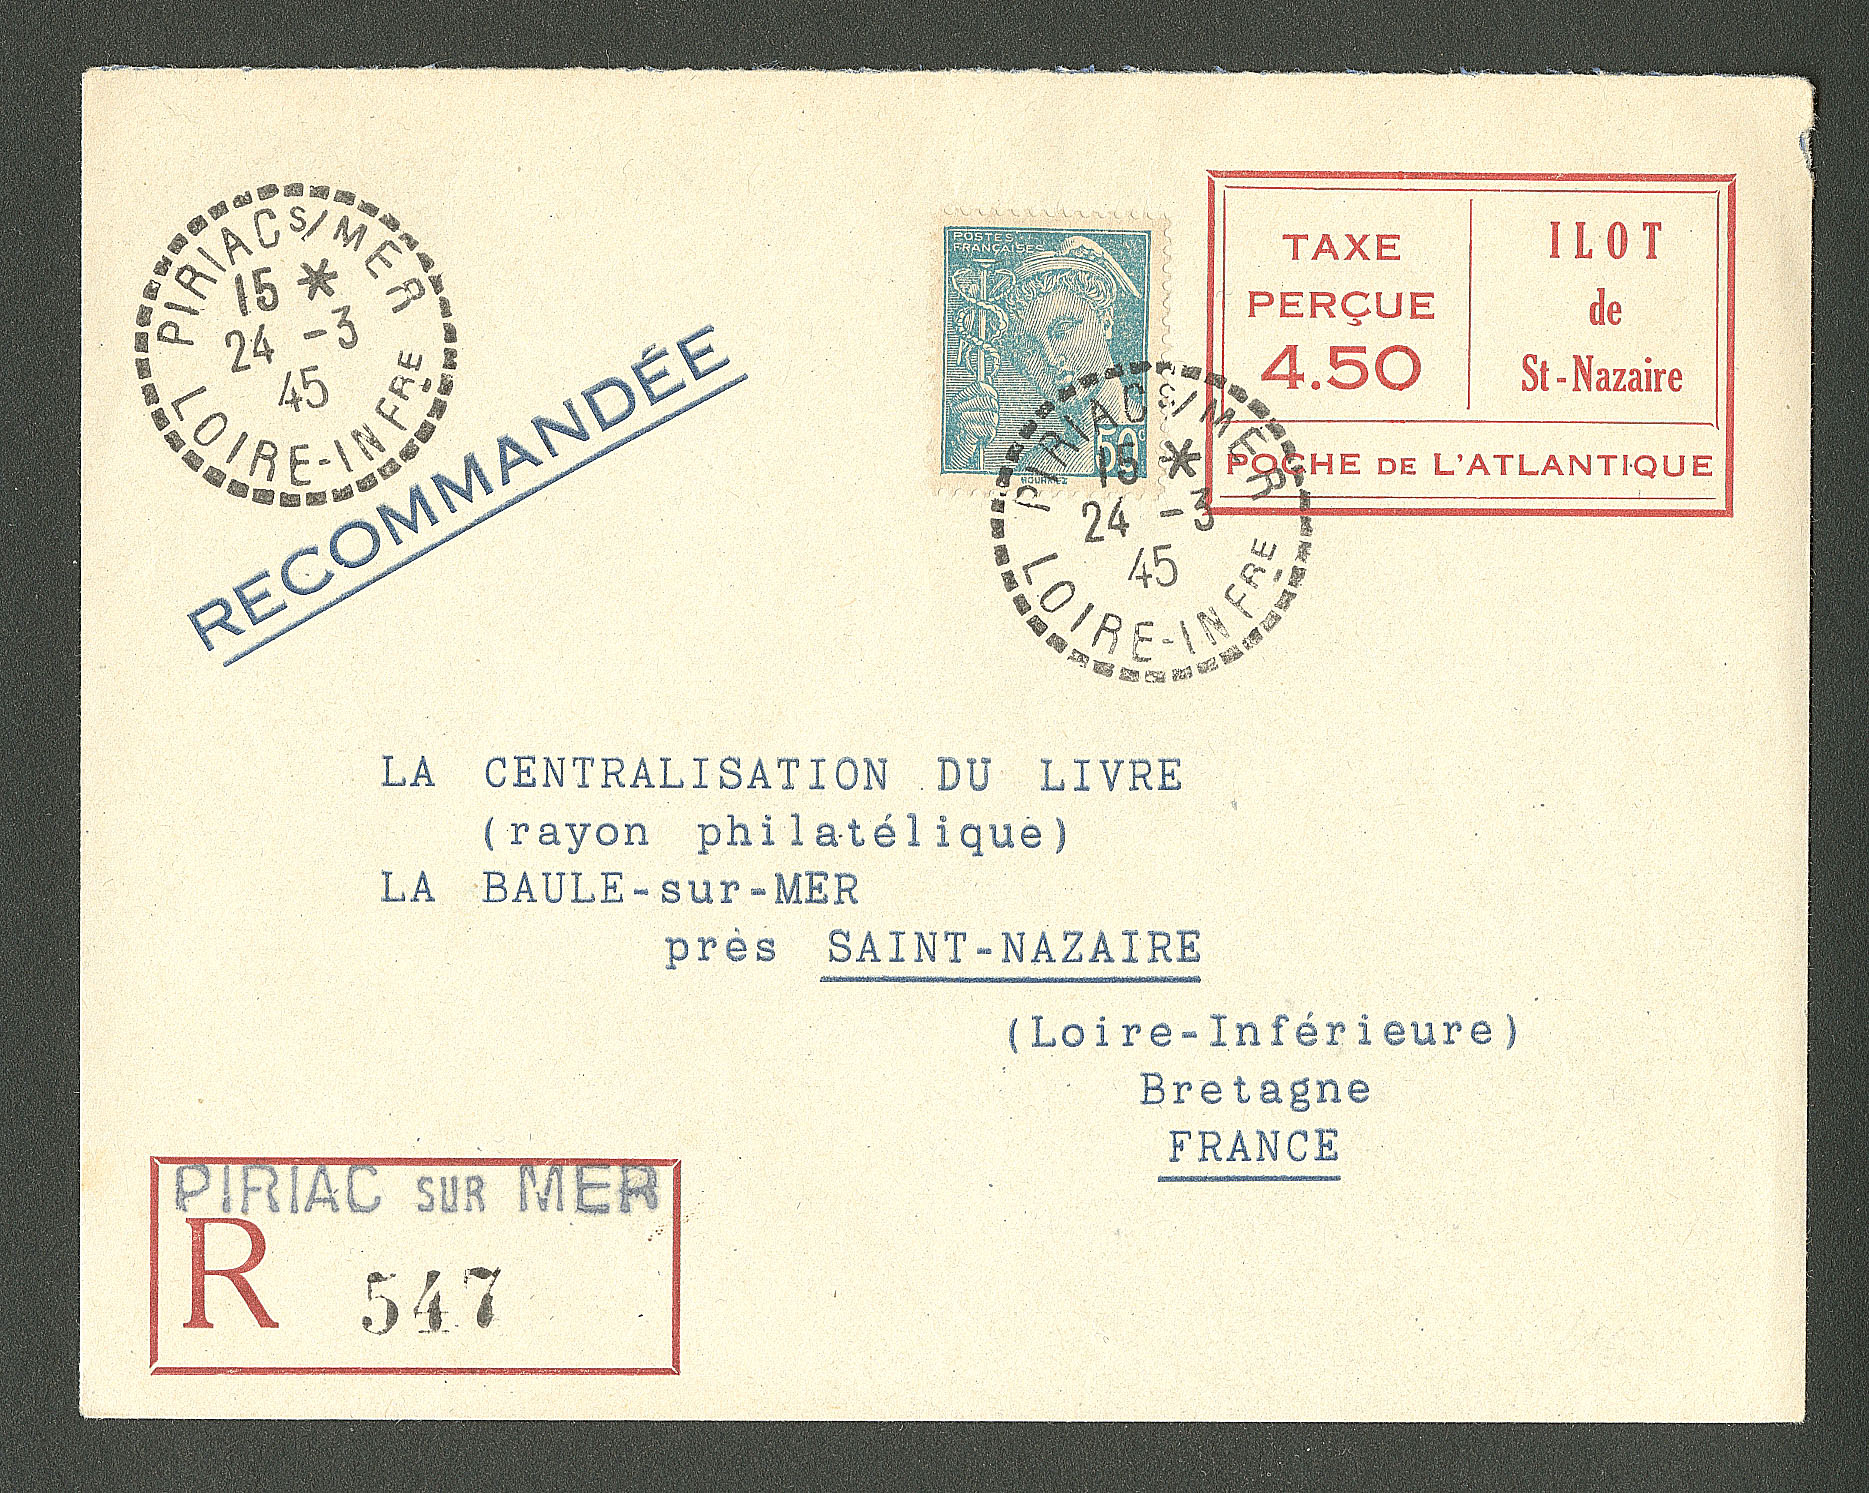 PIRIAC S/MER
15 *
24 -3
45
LOIRE-INFRE
RECOMMANDÉE
POSTES
FRANÇAISES
50c
HOURRIEZ
PIRIAC S/MER
15 *
24 -3
45
LOIRE-INFRE
TAXE
PERÇUE
4.50
ILOT
de
St-Nazaire
POCHE DE L'ATLANTIQUE
LA CENTRALISATION DU LIVRE
(rayon philatélique)
LA BAULE-sur-MER
près SAINT-NAZAIRE
(Loire-Inférieure)
Bretagne
FRANCE
PIRIAC SUR MER
R 547